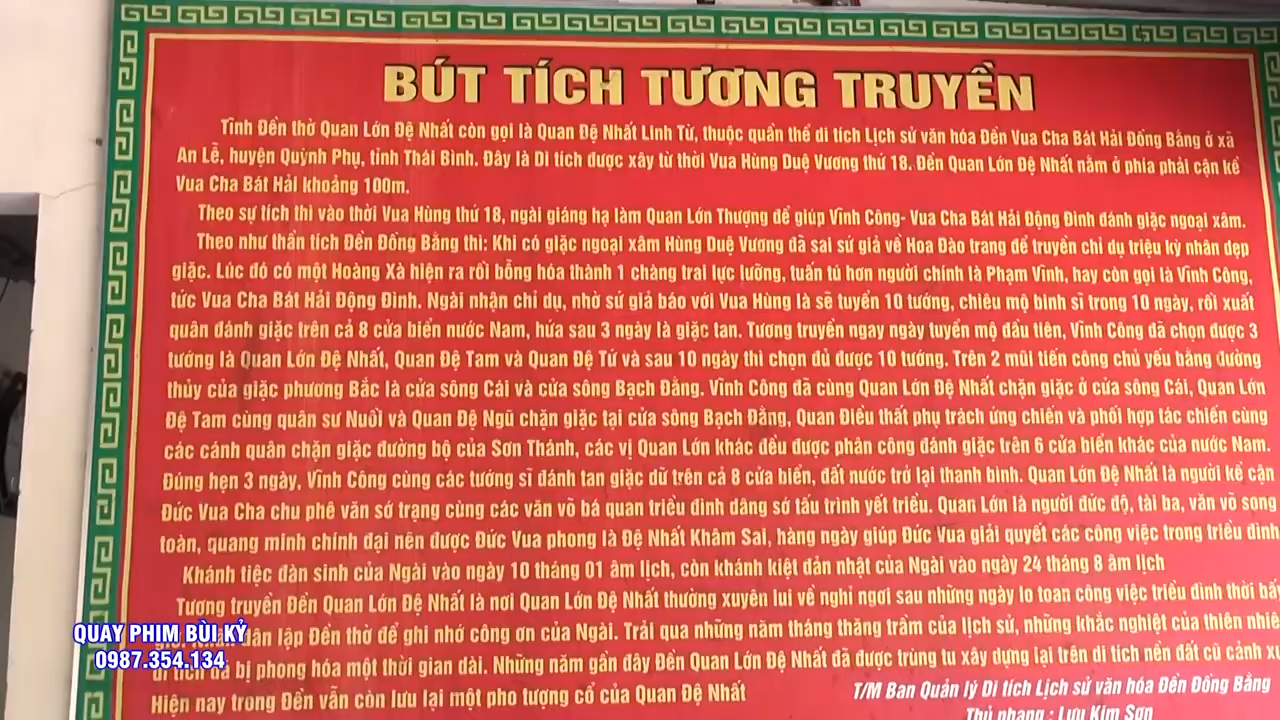 BÚT TÍCH TƯƠNG TRUYỀN
Tĩnh Đền thờ Quan Lớn Đệ Nhất còn gọi là Quan Đệ Nhất Linh Từ, thuộc quần thể di tích Lịch sử văn hóa Đền Vua Cha Bát Hải Đồng Bằng ở xã
An Lễ, huyện Quỳnh Phụ, tỉnh Thái Bình. Đây là Di tích được xây từ thời Vua Hùng Duệ Vương thứ 18. Đền Quan Lớn Đệ Nhất nằm ở phía phải cận kề
Vua Cha Bát Hải khoảng 100m.
Theo sự tích thì vào thời Vua Hùng thứ 18, ngài giáng hạ làm Quan Lớn Thượng để giúp Vĩnh Công- Vua Cha Bát Hải Động Đình đánh giặc ngoại xâm.
Theo như thần tích Đền Đồng Bằng thì: Khi có giặc ngoại xâm Hùng Duệ Vương đã sai sứ giả về Hoa Đào trang để truyền chỉ dụ triệu kỳ nhân dẹp
giặc. Lúc đó có một Hoàng Xà hiện ra rồi bỗng hóa thành 1 chàng trai lực lưỡng, tuấn tú hơn người chính là Phạm Vĩnh, hay còn gọi là Vĩnh Công,
tức Vua Cha Bát Hải Động Đình. Ngài nhận chỉ dụ, nhờ sứ giả báo với Vua Hùng là sẽ tuyển 10 tướng, chiêu mộ binh sĩ trong 10 ngày, rồi xuất
quân đánh giặc trên cả 8 cửa biển nước Nam, hứa sau 3 ngày là giặc tan. Tương truyền ngay ngày tuyển mộ đầu tiên, Vĩnh Công đã chọn được 3
tướng là Quan Lớn Đệ Nhất, Quan Đệ Tam và Quan Đệ Tứ và sau 10 ngày thì chọn đủ được 10 tướng. Trên 2 mũi tiến công chủ yếu bằng đường
thủy của giặc phương Bắc là cửa sông Cái và cửa sông Bạch Đằng. Vĩnh Công đã cùng Quan Lớn Đệ Nhất chặn giặc ở cửa sông Cái, Quan Lớn
Đệ Tam cùng quân sư Nuôi và Quan Đệ Ngũ chặn giặc tại cửa sông Bạch Đằng, Quan Điều thất phụ trách ứng chiến và phối hợp tác chiến cùng
các cánh quân chặn giặc đường bộ của Sơn Thánh, các vị Quan Lớn khác đều được phân công đánh giặc trên 6 cửa biển khác của nước Nam.
Đúng hẹn 3 ngày, Vĩnh Công cùng các tướng sĩ đánh tan giặc dữ trên cả 8 cửa biển, đất nước trở lại thanh bình. Quan Lớn Đệ Nhất là người kề cận
Đức Vua Cha chu phê văn sớ trạng cùng các văn võ bá quan triều đình dâng sớ tấu trình yết triều. Quan Lớn là người đức độ, tài ba, văn võ song
toàn, quang minh chính đại nên được Đức Vua phong là Đệ Nhất Khâm Sai, hàng ngày giúp Đức Vua giải quyết các công việc trong triều đình
Khánh tiệc đản sinh của Ngài vào ngày 10 tháng 01 âm lịch, còn khánh kiệt đản nhật của Ngài vào ngày 24 tháng 8 âm lịch
Tương truyền Đền Quan Lớn Đệ Nhất là nơi Quan Lớn Đệ Nhất thường xuyên lui về nghỉ ngơi sau những ngày lo toan công việc triều đình thời bấy
dân lập Đền thờ để ghi nhớ công ơn của Ngài. Trải qua những năm tháng thăng trầm của lịch sử, những khắc nghiệt của thiên nhiê
di tích đã bị phong hóa một thời gian dài. Những năm gần đây Đền Quan Lớn Đệ Nhất đã được trùng tu xây dựng lại trên di tích nền đất cũ cảnh xư
Hiện nay trong Đền vẫn còn lưu lại một pho tượng cổ của Quan Đệ Nhất
T/M Ban Quản lý Di tích Lịch sử văn hóa Đền Đồng Bằng
Thủ nhang : Lưu Kim Sơn
QUAY PHIM BÙI KỶ
0987.354.134